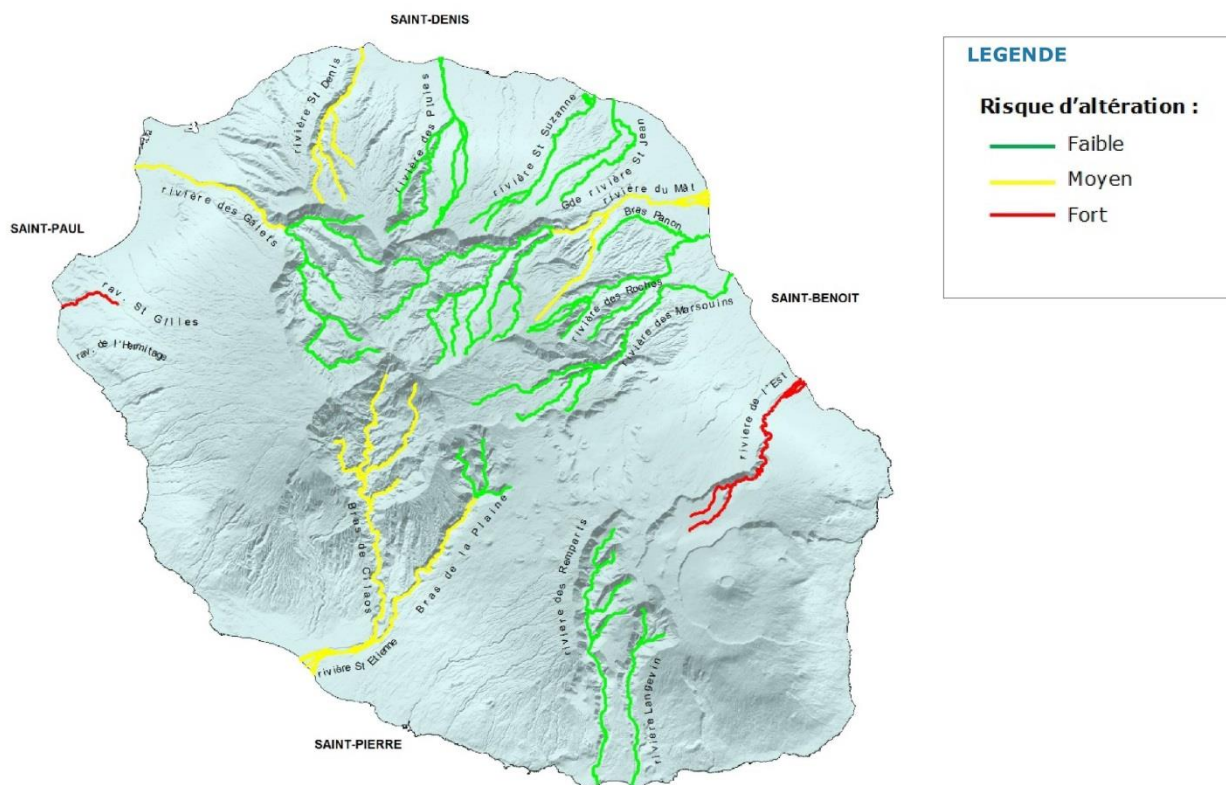 SAINT-DENIS
LEGENDE
Risque d'altération :
Faible
Moyen
Fort
rivière St Denis
rivière des Pluies
rivière St Suzanne
rivière St Jean
Gde rivière du Mât
Bras Panon
rivière des Galets
SAINT-PAUL
rav. St Gilles
rav. de l'Hermitage
rivière des Roches
rivière des Marsouins
SAINT-BENOIT
rivière de l'Est
Bras de Cilaos
Bras de la Plaine
rivière St Etienne
rivière des Remparts
rivière Langevin
SAINT-PIERRE